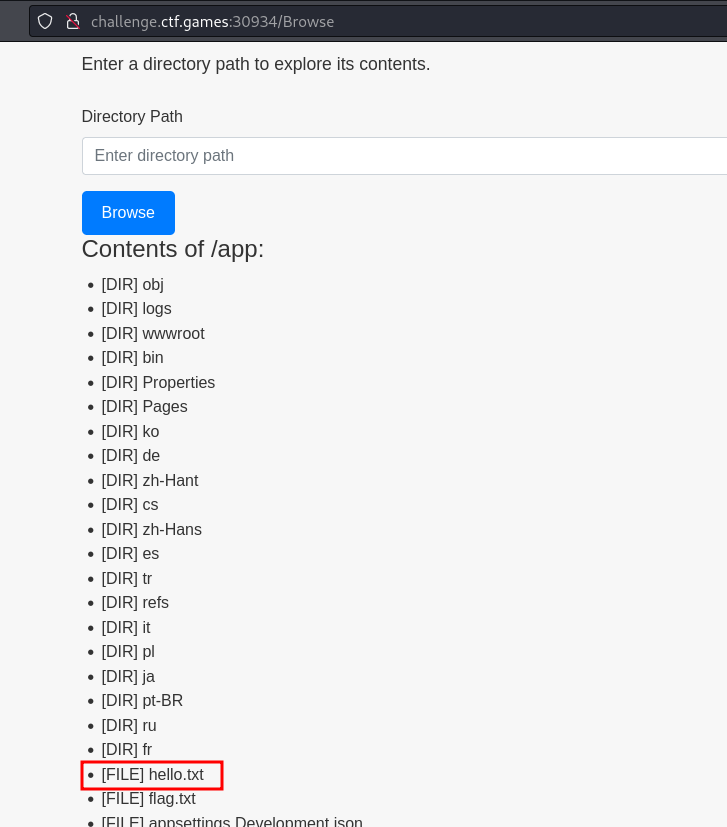 challenge.ctf.games:30934/Browse
Enter a directory path to explore its contents.
Directory Path
Enter directory path
Browse
Contents of /app:
[DIR] obj
[DIR] logs
[DIR] wwwroot
[DIR] bin
[DIR] Properties
[DIR] Pages
[DIR] ko
[DIR] de
[DIR] zh-Hant
[DIR] cs
[DIR] zh-Hans
[DIR] es
[DIR] tr
[DIR] refs
[DIR] it
[DIR] pl
[DIR] ja
[DIR] pt-BR
[DIR] ru
[DIR] fr
[FILE] hello.txt
[FILE] flag.txt
[FILE] appsettings.Development.json